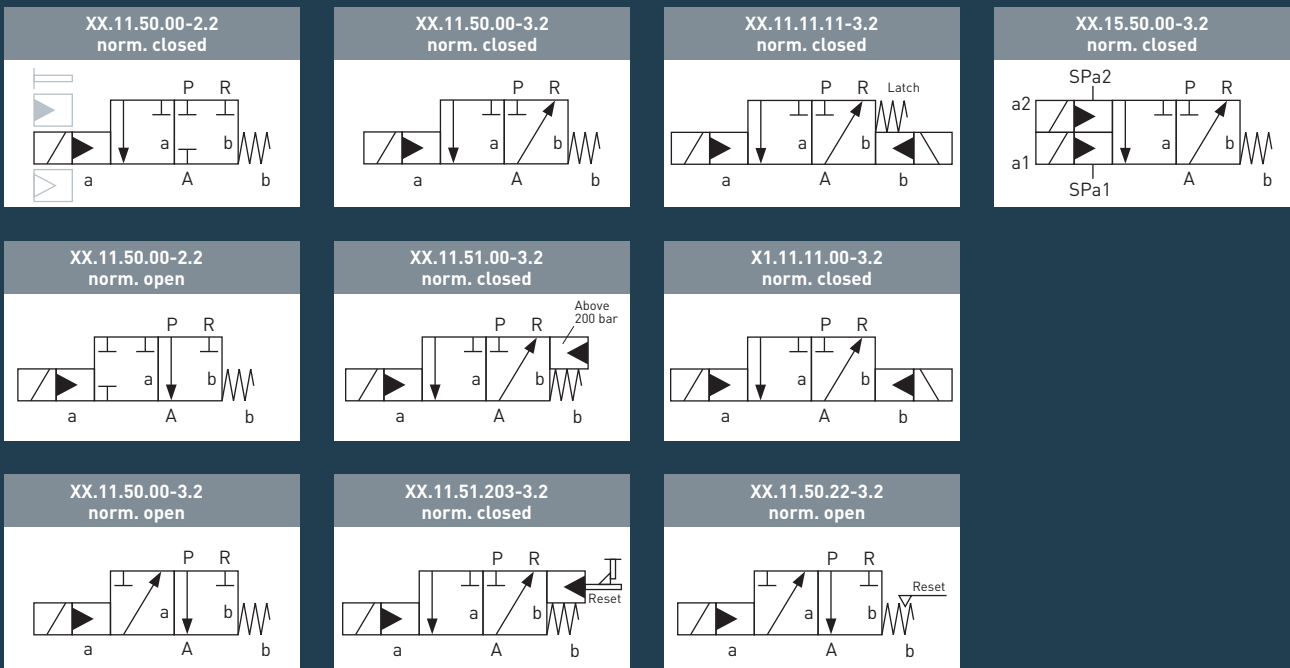 XX.11.50.00-2.2
norm. closed
P R
a b
a A b
XX.11.50.00-3.2
norm. closed
P R
a b
a A b
XX.11.11.11-3.2
norm. closed
P R Latch
a b
a A b
XX.15.50.00-3.2
norm. closed
SPa2
a2 P R
a b
a1
SPa1 A b
XX.11.50.00-2.2
norm. open
P R
a b
a A b
XX.11.51.00-3.2
norm. closed
Above
200 bar
P R
a b
a A b
X1.11.11.00-3.2
norm. closed
P R
a b
a A b
XX.11.50.00-3.2
norm. open
P R
a b
a A b
XX.11.51.203-3.2
norm. closed
P R
Reset
a b
a A b
XX.11.50.22-3.2
norm. open
P R
Reset
a b
a A b